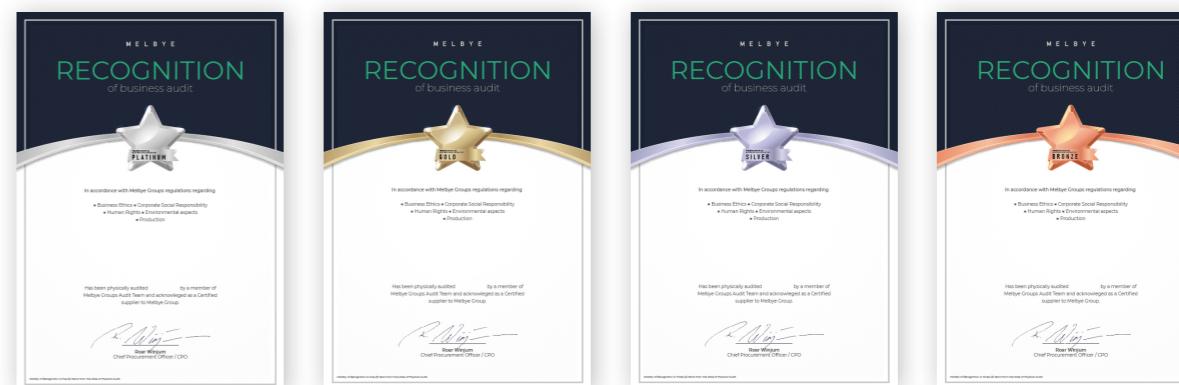 MELBYE
RECOGNITION
of business audit
PLATINUM
In accordance with Melbye Groups regulations regarding
• Business Ethics • Corporate Social Responsibility
• Human Rights • Environmental aspects
• Production
Has been physically audited by a member of
Melbye Groups Audit Team and acknowleged as a Certified
supplier to Melbye Group.
Roar Winjum
Chief Procurement Officer / CPO
MELBYE
RECOGNITION
of business audit
GOLD
In accordance with Melbye Groups regulations regarding
• Business Ethics • Corporate Social Responsibility
• Human Rights • Environmental aspects
• Production
Has been physically audited by a member of
Melbye Groups Audit Team and acknowleged as a Certified
supplier to Melbye Group.
Roar Winjum
Chief Procurement Officer / CPO
MELBYE
RECOGNITION
of business audit
SILVER
In accordance with Melbye Groups regulations regarding
• Business Ethics • Corporate Social Responsibility
• Human Rights • Environmental aspects
• Production
Has been physically audited by a member of
Melbye Groups Audit Team and acknowleged as a Certified
supplier to Melbye Group.
Roar Winjum
Chief Procurement Officer / CPO
MELBYE
RECOGNITION
of business audit
BRONZE
In accordance with Melbye Groups regulations regarding
• Business Ethics • Corporate Social Responsibility
• Human Rights • Environmental aspects
• Production
Has been physically audited by a member of
Melbye Groups Audit Team and acknowleged as a Certified
supplier to Melbye Group.
Roar Winjum
Chief Procurement Officer / CPO